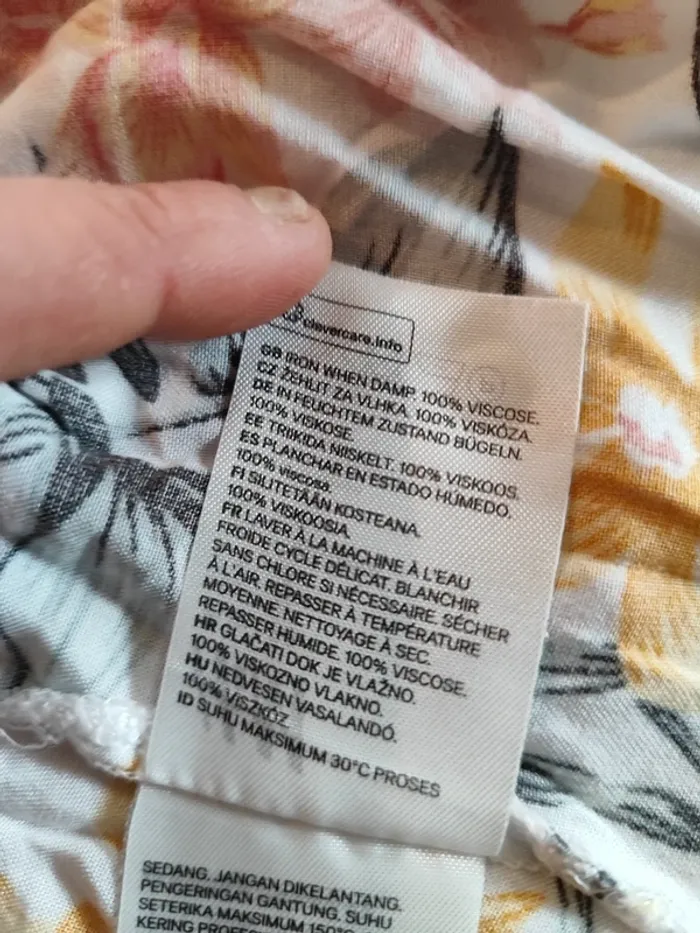 clevercare.info
GB IRON WHEN DAMP. 100% VISCOSE.
CZ ŽEHLIT ZA VLHKA. 100% VISKÓZA.
DE IN FEUCHTEM ZUSTAND BÜGELN.
100% VISKOSE.
EE TRIIKIDA NIISKELT. 100% VISKOOS.
ES PLANCHAR EN ESTADO HÚMEDO.
100% viscosa
FI SILITETÄÄN KOSTEANA.
100% VISKOOSIA
FR LAVER À LA MACHINE À L'EAU
FROIDE CYCLE DÉLICAT. BLANCHIR
SANS CHLORE SI NÉCESSAIRE. SÉCHER
À L'AIR. REPASSER À TEMPÉRATURE
MOYENNE. NETTOYAGE À SEC.
REPASSER HUMIDE. 100% VISCOSE.
HR GLAČATI DOK JE VLAŽNO.
100% VISKOZNO VLAKNO.
HU NEDVESEN VASALANDÓ.
100% VISZKÓZ
ID SUHU MAKSIMUM 30°C PROSES
SEDANG. JANGAN DIKELANTANG.
PENGERINGAN GANTUNG. SUHU
SETERIKA MAKSIMUM 150°
KERING